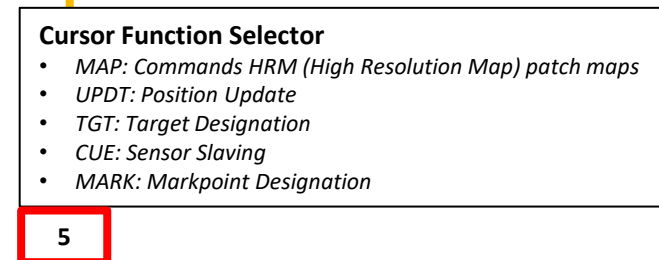 Cursor Function Selector
• MAP: Commands HRM (High Resolution Map) patch maps
• UPDT: Position Update
• TGT: Target Designation
• CUE: Sensor Slaving
• MARK: Markpoint Designation
5